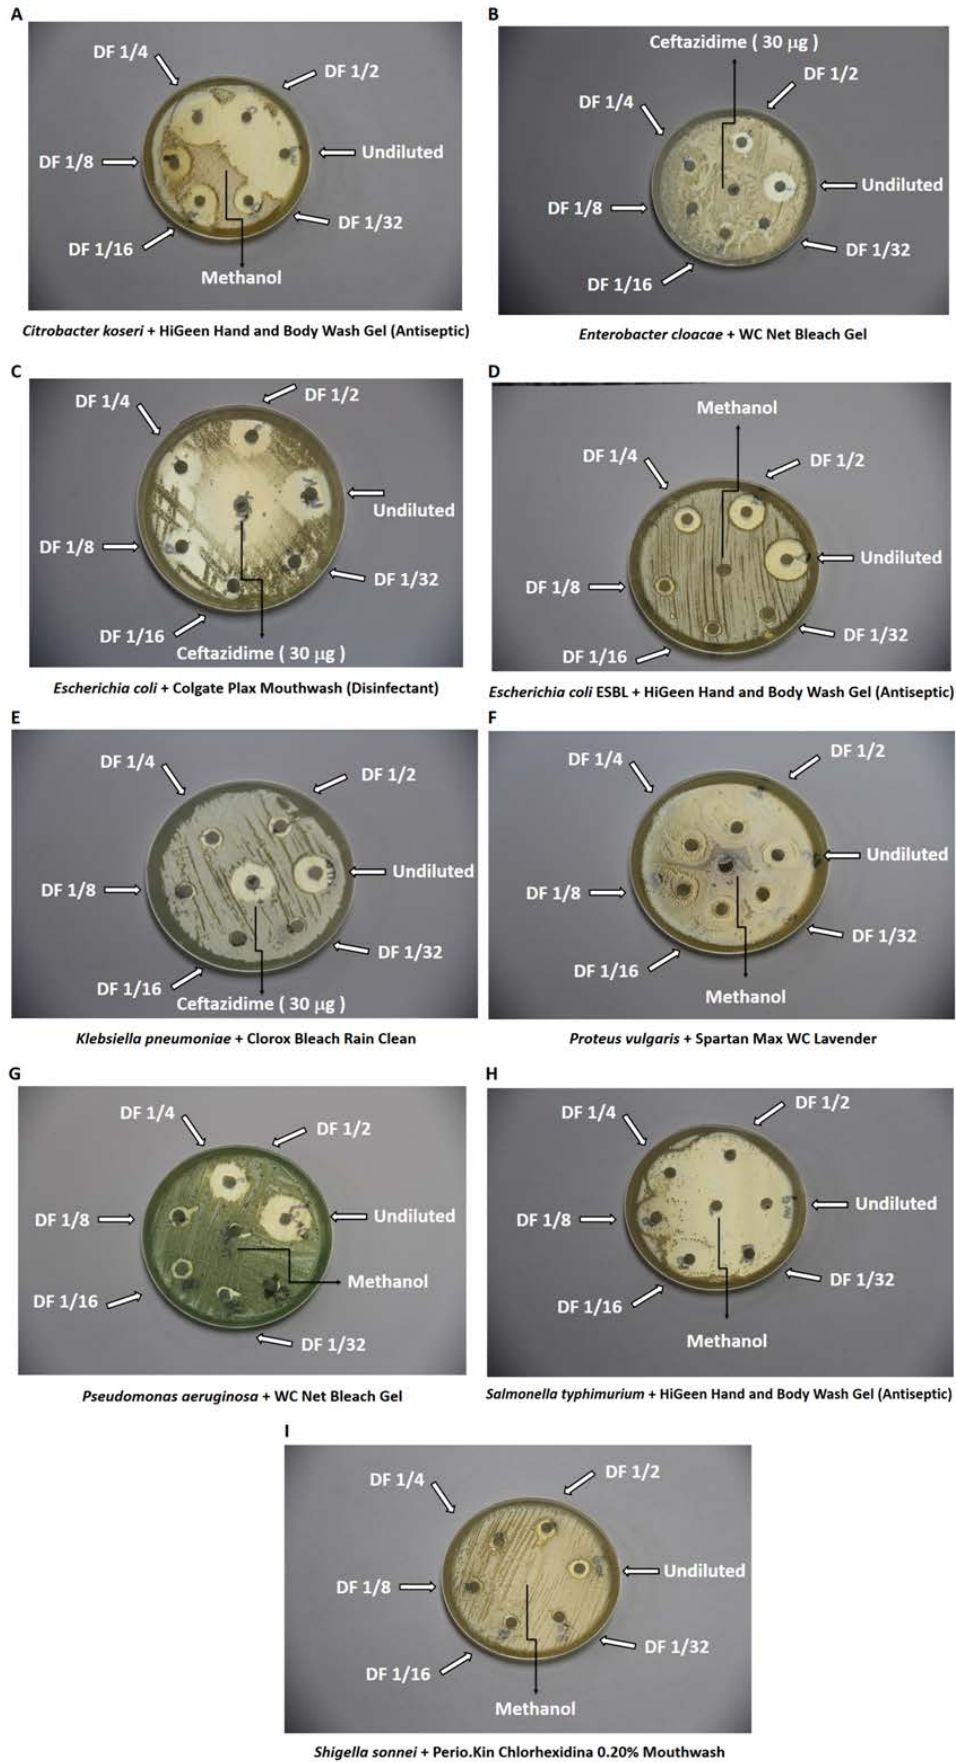 A
DF 1/4
DF 1/2
Undiluted
DF 1/8
DF 1/32
DF 1/16
Methanol
Citrobacter koseri + HiGeen Hand and Body Wash Gel (Antiseptic)
B
Ceftazidime ( 30 µg )
DF 1/2
DF 1/4
Undiluted
DF 1/8
DF 1/32
DF 1/16
Enterobacter cloacae + WC Net Bleach Gel
C
DF 1/2
DF 1/4
Undiluted
DF 1/8
DF 1/32
DF 1/16
Ceftazidime ( 30 µg )
Escherichia coli + Colgate Plax Mouthwash (Disinfectant)
D
Methanol
DF 1/4
DF 1/2
Undiluted
DF 1/8
DF 1/32
DF 1/16
Escherichia coli ESBL + HiGeen Hand and Body Wash Gel (Antiseptic)
E
DF 1/4
DF 1/2
Undiluted
DF 1/8
DF 1/32
DF 1/16
Ceftazidime ( 30 µg )
Klebsiella pneumoniae + Clorox Bleach Rain Clean
F
DF 1/2
DF 1/4
Undiluted
DF 1/8
DF 1/32
DF 1/16
Methanol
Proteus vulgaris + Spartan Max WC Lavender
G
DF 1/4
DF 1/2
DF 1/8
Undiluted
Methanol
DF 1/16
DF 1/32
Pseudomonas aeruginosa + WC Net Bleach Gel
H
DF 1/2
DF 1/4
Undiluted
DF 1/8
DF 1/32
DF 1/16
Methanol
Salmonella typhimurium + HiGeen Hand and Body Wash Gel (Antiseptic)
I
DF 1/2
DF 1/4
Undiluted
DF 1/8
DF 1/32
DF 1/16
Methanol
Shigella sonnei + Perio.Kin Chlorhexidina 0.20% Mouthwash